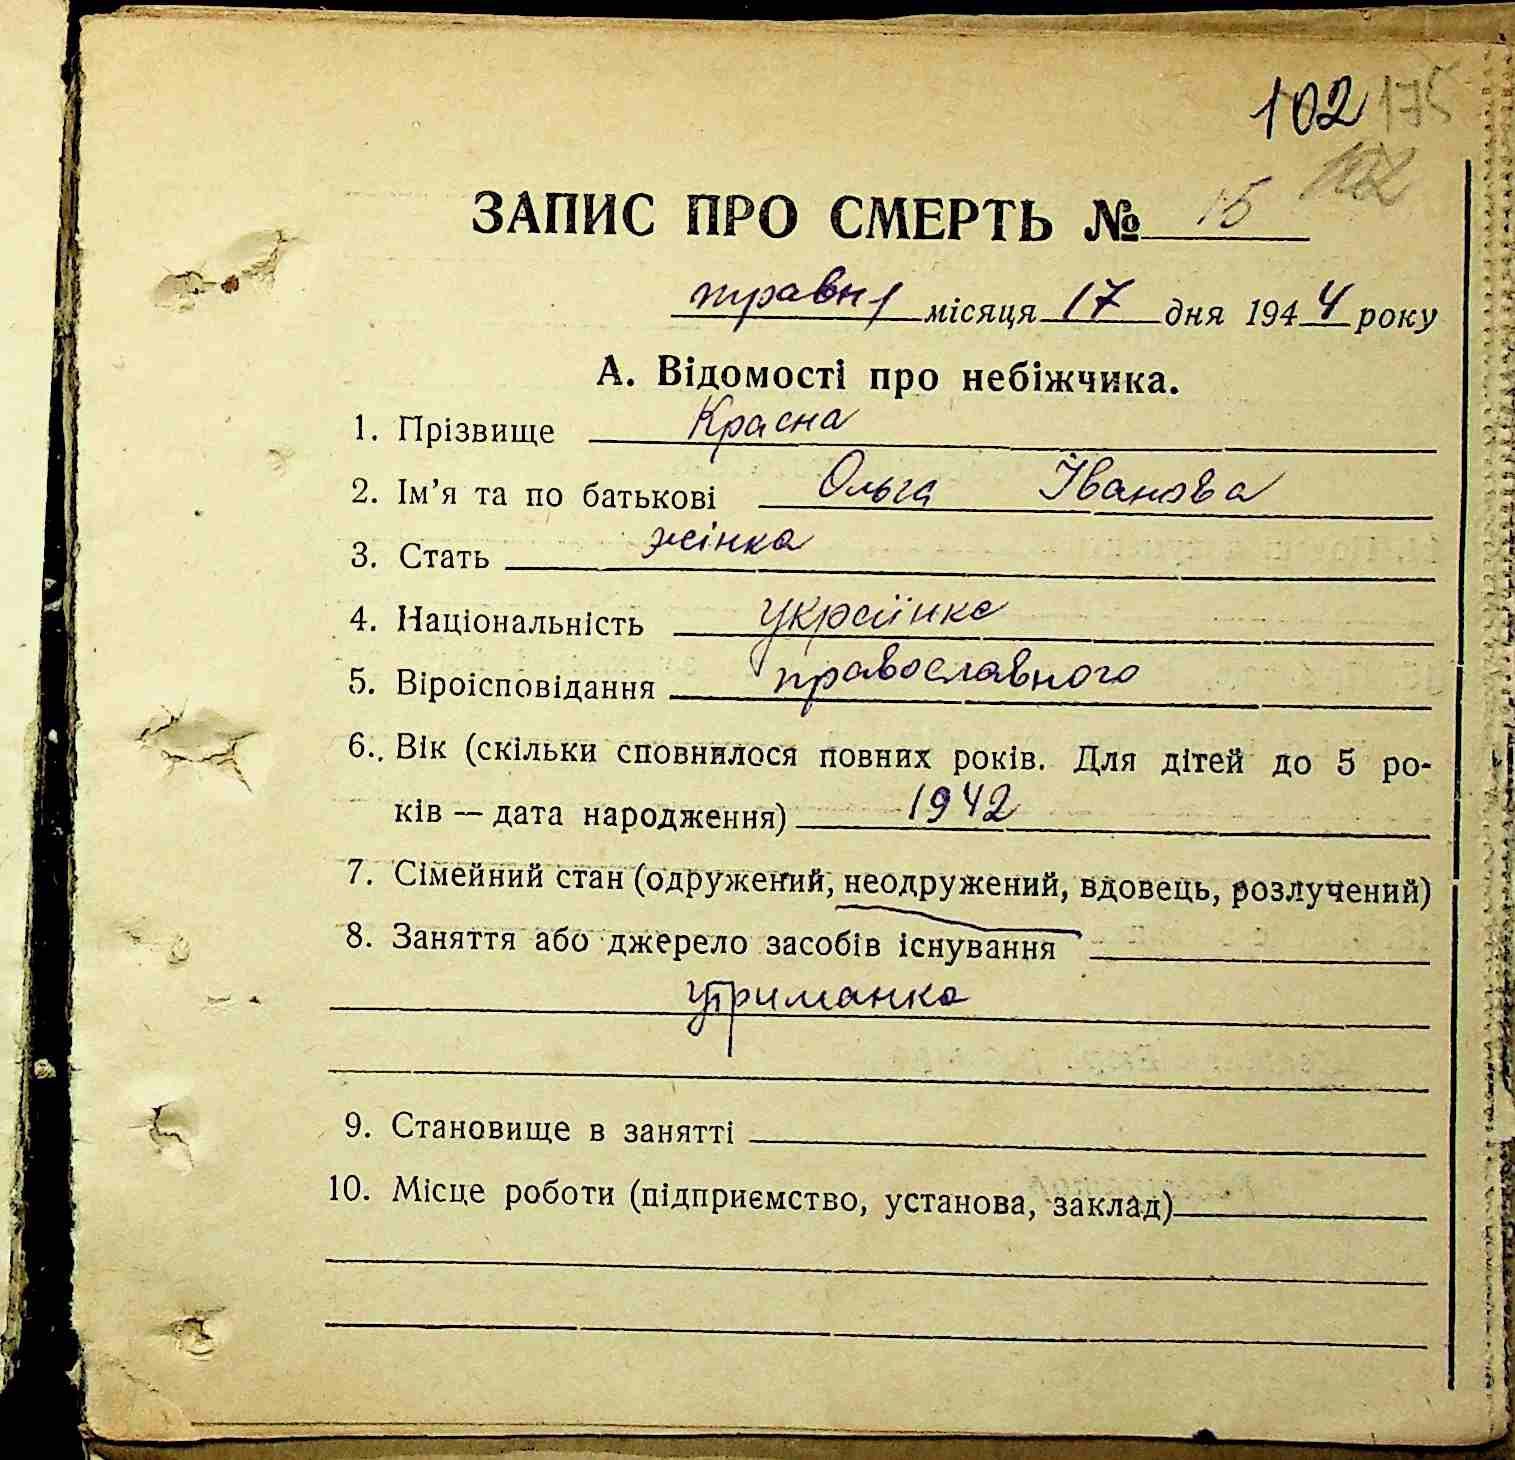 102 175
102
ЗАПИС ПРО СМЕРТЬ № 15
травня місяця 17 дня 1944 року
А. Відомості про небіжчика.
1. Прізвище Красна
2. Ім'я та по батькові Ольга Іванова
3. Стать жінка
4. Національність українка
5. Віроісповідання православного
6. Вік (скільки сповнилося повних років. Для дітей до 5 ро-
ків — дата народження) 1942
7. Сімейний стан (одружений, неодружений, вдовець, розлучений)
8. Заняття або джерело засобів існування
утриманка
9. Становище в занятті
10. Місце роботи (підприємство, установа, заклад)